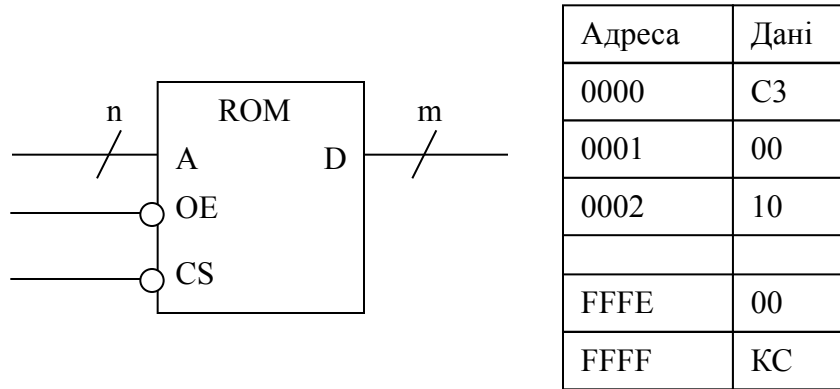 n
ROM
m
A
D
OE
CS
Адреса Дані
0000 C3
0001 00
0002 10
FFFE 00
FFFF КС